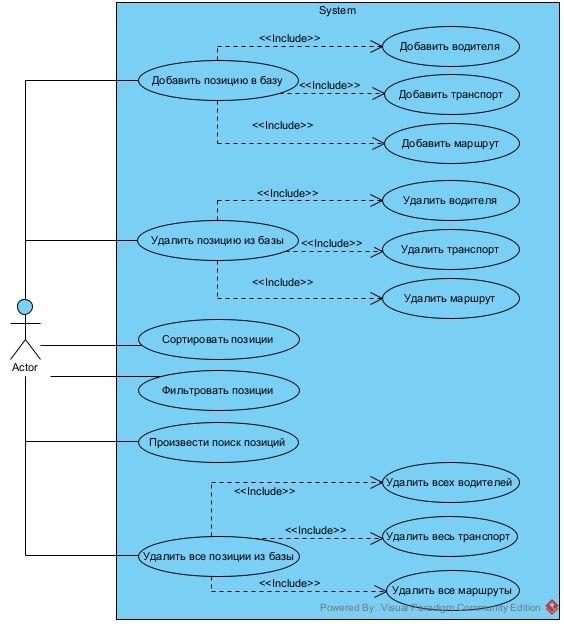 System
<<Include>>
Добавить водителя
Добавить позицию в базу
<<Include>>
Добавить транспорт
<<Include>>
Добавить маршрут
<<Include>>
Удалить водителя
Удалить позицию из базы
<<Include>>
Удалить транспорт
<<Include>>
Удалить маршрут
Actor
Сортировать позиции
Фильтровать позиции
Произвести поиск позиций
<<Include>>
Удалить всех водителей
<<Include>>
Удалить весь транспорт
Удалить все позиции из базы
<<Include>>
Удалить все маршруты
Powered By Visual Paradigm Community Edition